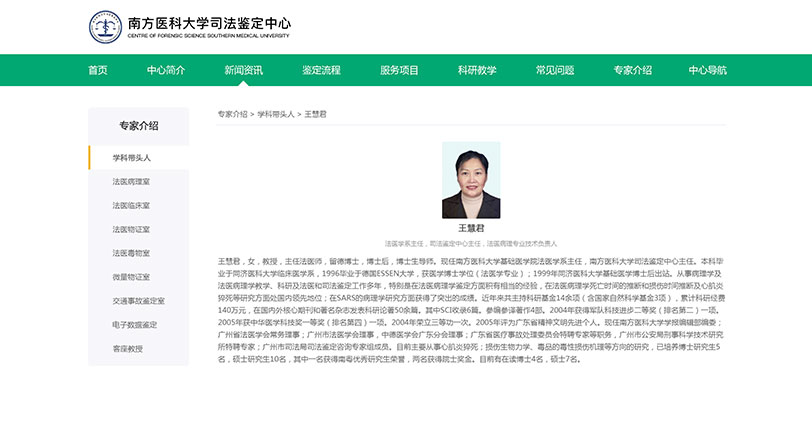 南方医科大学司法鉴定中心
CENTRE OF FORENSIC SCIENCE SOUTHERN MEDICAL UNIVERSITY
首页 中心简介 新闻资讯 鉴定流程 服务项目 科研教学 常见问题 专家介绍 中心导航
专家介绍
学科带头人
法医病理室
法医临床室
法医物证室
法医毒物室
微量物证室
交通事故鉴定室
电子数据鉴定
客座教授
专家介绍 > 学科带头人 > 王慧君
王慧君
法医学系主任，司法鉴定中心主任，法医病理专业技术负责人
王慧君，女，教授，主任法医师，留德博士，博士后，博士生导师。现任南方医科大学基础医学院法医学系主任，南方医科大学司法鉴定中心主任。本科毕
业于同济医科大学临床医学系，1996毕业于德国ESSEN大学，获医学博士学位（法医学专业）；1999年同济医科大学基础医学博士后出站。从事病理学及
法医病理学教学、科研及法医和司法鉴定工作多年，特别是在法医病理学鉴定方面积有相当的经验，在法医病理学死亡时间的推断和损伤时间推断及心肌炎
猝死等研究方面处国内领先地位；在SARS的病理学研究方面获得了突出的成绩。近年来共主持科研基金14余项（含国家自然科学基金3项），累计科研经费
140万元，在国内外核心期刊和著名杂志发表科研论著50余篇。其中SCI收录6篇。参编参译著作4部。2004年获得军队科技进步二等奖（排名第二）一项。
2005年获中华医学科技奖一等奖（排名第四）一项。2004年荣立三等功一次。2005年评为广东省精神文明先进个人。现任南方医科大学学报编辑部编委；
广州省法医学会常务理事；广州市法医学会理事，中德医学会广东分会理事；广东省医疗事故处理委员会特聘专家等职务，广州市公安局刑事科学技术研究
所特聘专家；广州市司法局司法鉴定咨询专家组成员。目前主要从事心肌炎猝死；损伤生物力学、毒品的毒性损伤机理等方向的研究，已培养博士研究生5
名，硕士研究生10名，其中一名获得南粤优秀研究生荣誉，两名获得院士奖金。目前有在读博士4名，硕士7名。